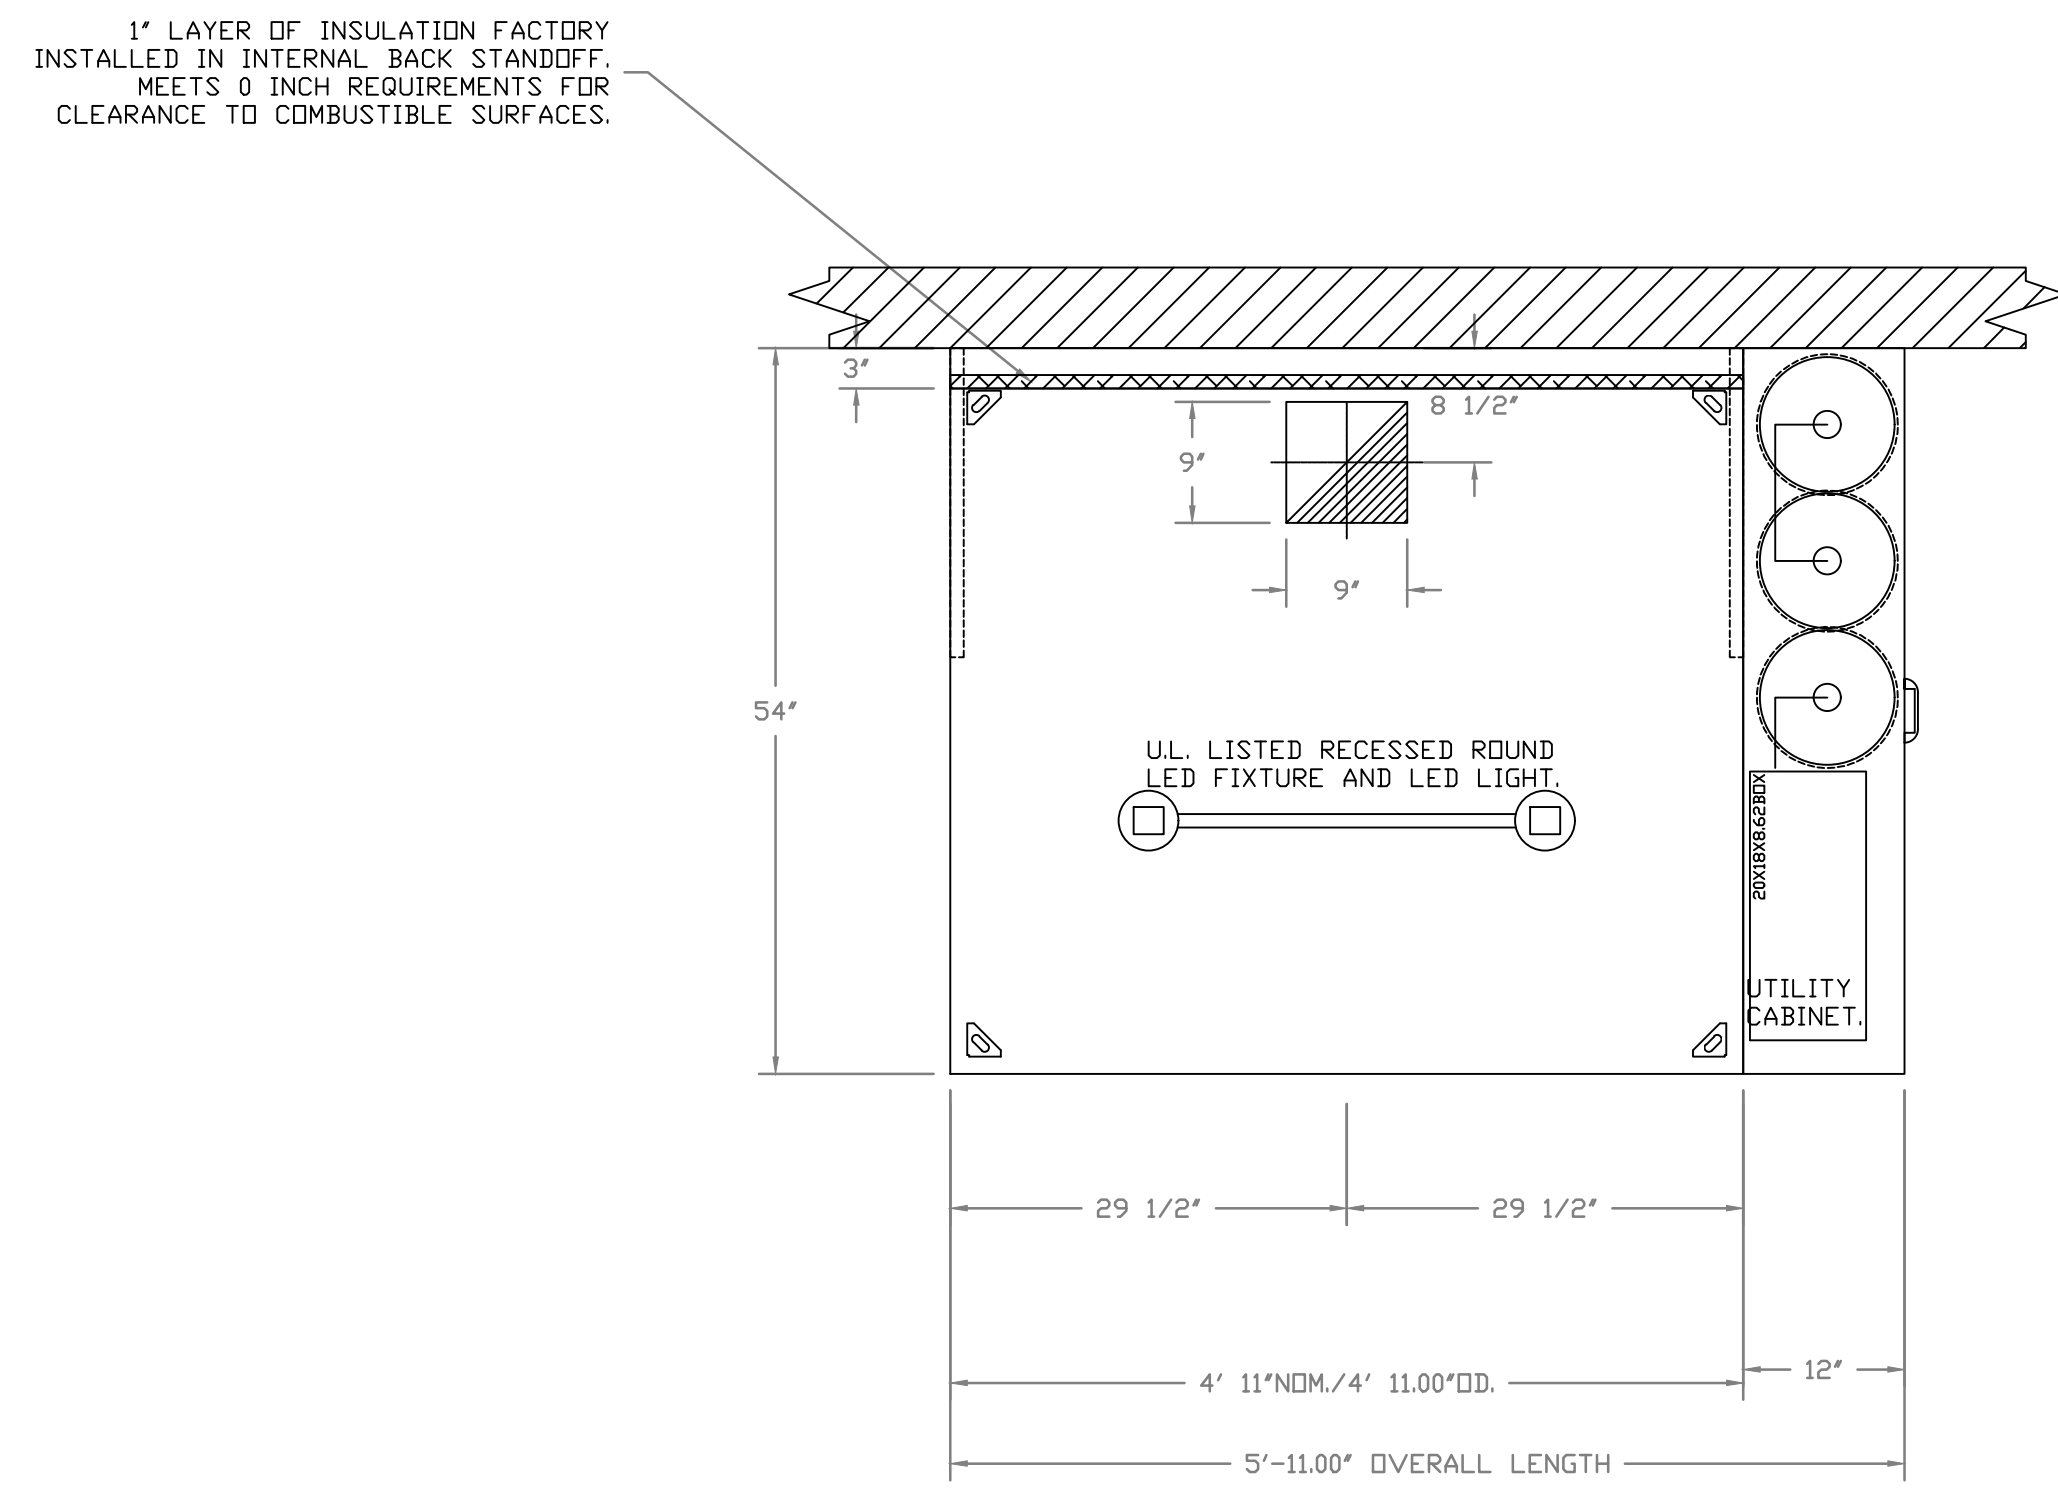 1" LAYER OF INSULATION FACTORY
INSTALLED IN INTERNAL BACK STANDOFF.
MEETS 0 INCH REQUIREMENTS FOR
CLEARANCE TO COMBUSTIBLE SURFACES.
3"
8 1/2"
9"
9"
54"
U.L. LISTED RECESSED ROUND
LED FIXTURE AND LED LIGHT.
20X18X8.62BOX
UTILITY
CABINET.
29 1/2"
29 1/2"
12"
4' 11"NOM./4' 11.00"OD.
5'-11.00" OVERALL LENGTH